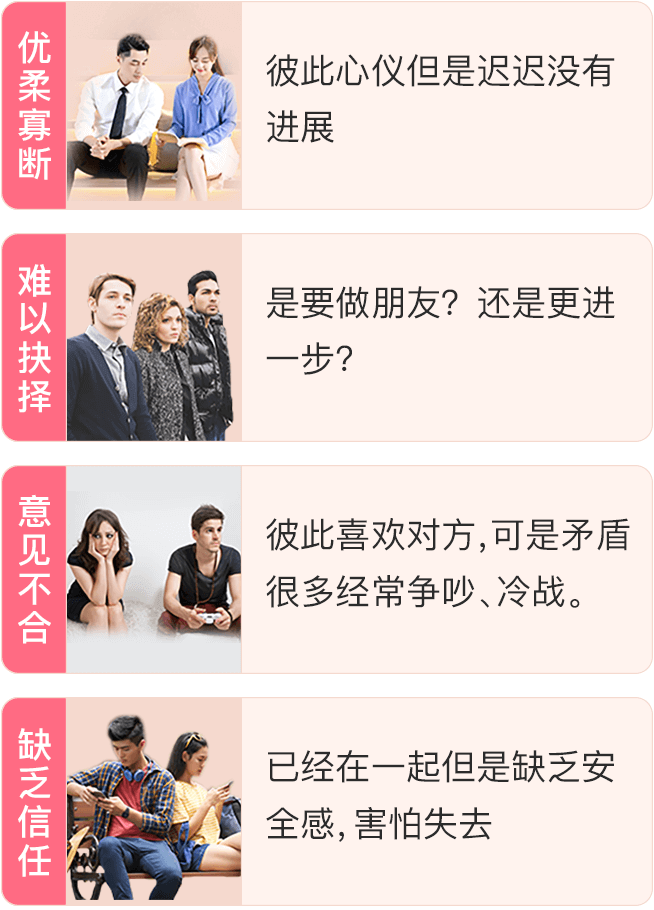 优柔寡断
彼此心仪但是迟迟没有
进展
难以抉择
是要做朋友？还是更进
一步？
意见不合
彼此喜欢对方,可是矛盾
很多经常争吵、冷战。
缺乏信任
已经在一起但是缺乏安
全感，害怕失去